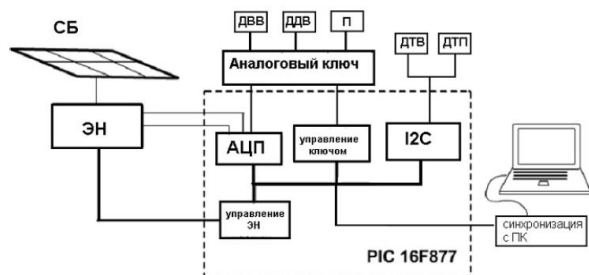 СБ
ДВВ
ДДВ
П
ДТВ
ДТП
Аналоговый ключ
ЭН
АЦП
управление
ключом
I2C
управление
ЭН
синхронизация
с ПК
PIC 16F877